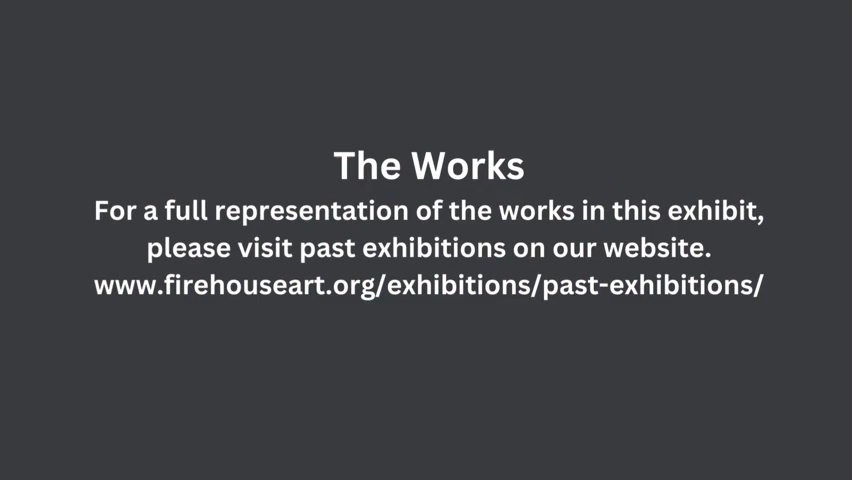 The Works
For a full representation of the works in this exhibit,
please visit past exhibitions on our website.
www.firehouseart.org/exhibitions/past-exhibitions/